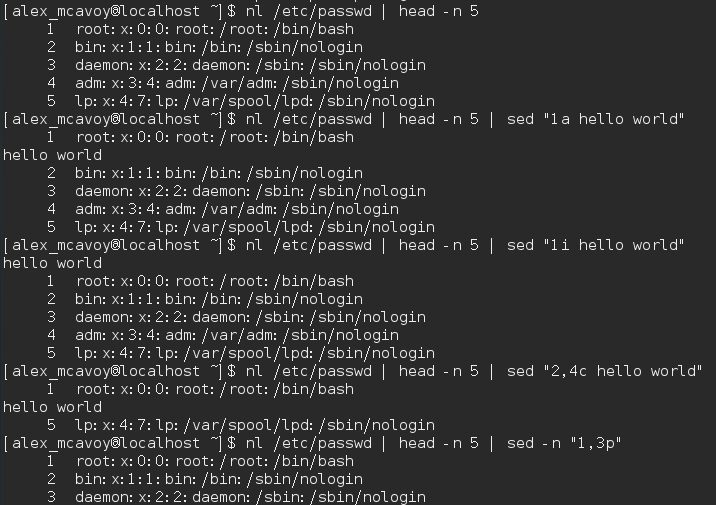 [alex_mcavoy@localhost ~]$ nl /etc/passwd | head -n 5
     1  root:x:0:0:root:/root:/bin/bash
     2  bin:x:1:1:bin:/bin:/sbin/nologin
     3  daemon:x:2:2:daemon:/sbin:/sbin/nologin
     4  adm:x:3:4:adm:/var/adm:/sbin/nologin
     5  lp:x:4:7:lp:/var/spool/lpd:/sbin/nologin
[alex_mcavoy@localhost ~]$ nl /etc/passwd | head -n 5 | sed "1a hello world"
     1  root:x:0:0:root:/root:/bin/bash
hello world
     2  bin:x:1:1:bin:/bin:/sbin/nologin
     3  daemon:x:2:2:daemon:/sbin:/sbin/nologin
     4  adm:x:3:4:adm:/var/adm:/sbin/nologin
     5  lp:x:4:7:lp:/var/spool/lpd:/sbin/nologin
[alex_mcavoy@localhost ~]$ nl /etc/passwd | head -n 5 | sed "1i hello world"
hello world
     1  root:x:0:0:root:/root:/bin/bash
     2  bin:x:1:1:bin:/bin:/sbin/nologin
     3  daemon:x:2:2:daemon:/sbin:/sbin/nologin
     4  adm:x:3:4:adm:/var/adm:/sbin/nologin
     5  lp:x:4:7:lp:/var/spool/lpd:/sbin/nologin
[alex_mcavoy@localhost ~]$ nl /etc/passwd | head -n 5 | sed "2,4c hello world"
     1  root:x:0:0:root:/root:/bin/bash
hello world
     5  lp:x:4:7:lp:/var/spool/lpd:/sbin/nologin
[alex_mcavoy@localhost ~]$ nl /etc/passwd | head -n 5 | sed -n "1,3p"
     1  root:x:0:0:root:/root:/bin/bash
     2  bin:x:1:1:bin:/bin:/sbin/nologin
     3  daemon:x:2:2:daemon:/sbin:/sbin/nologin